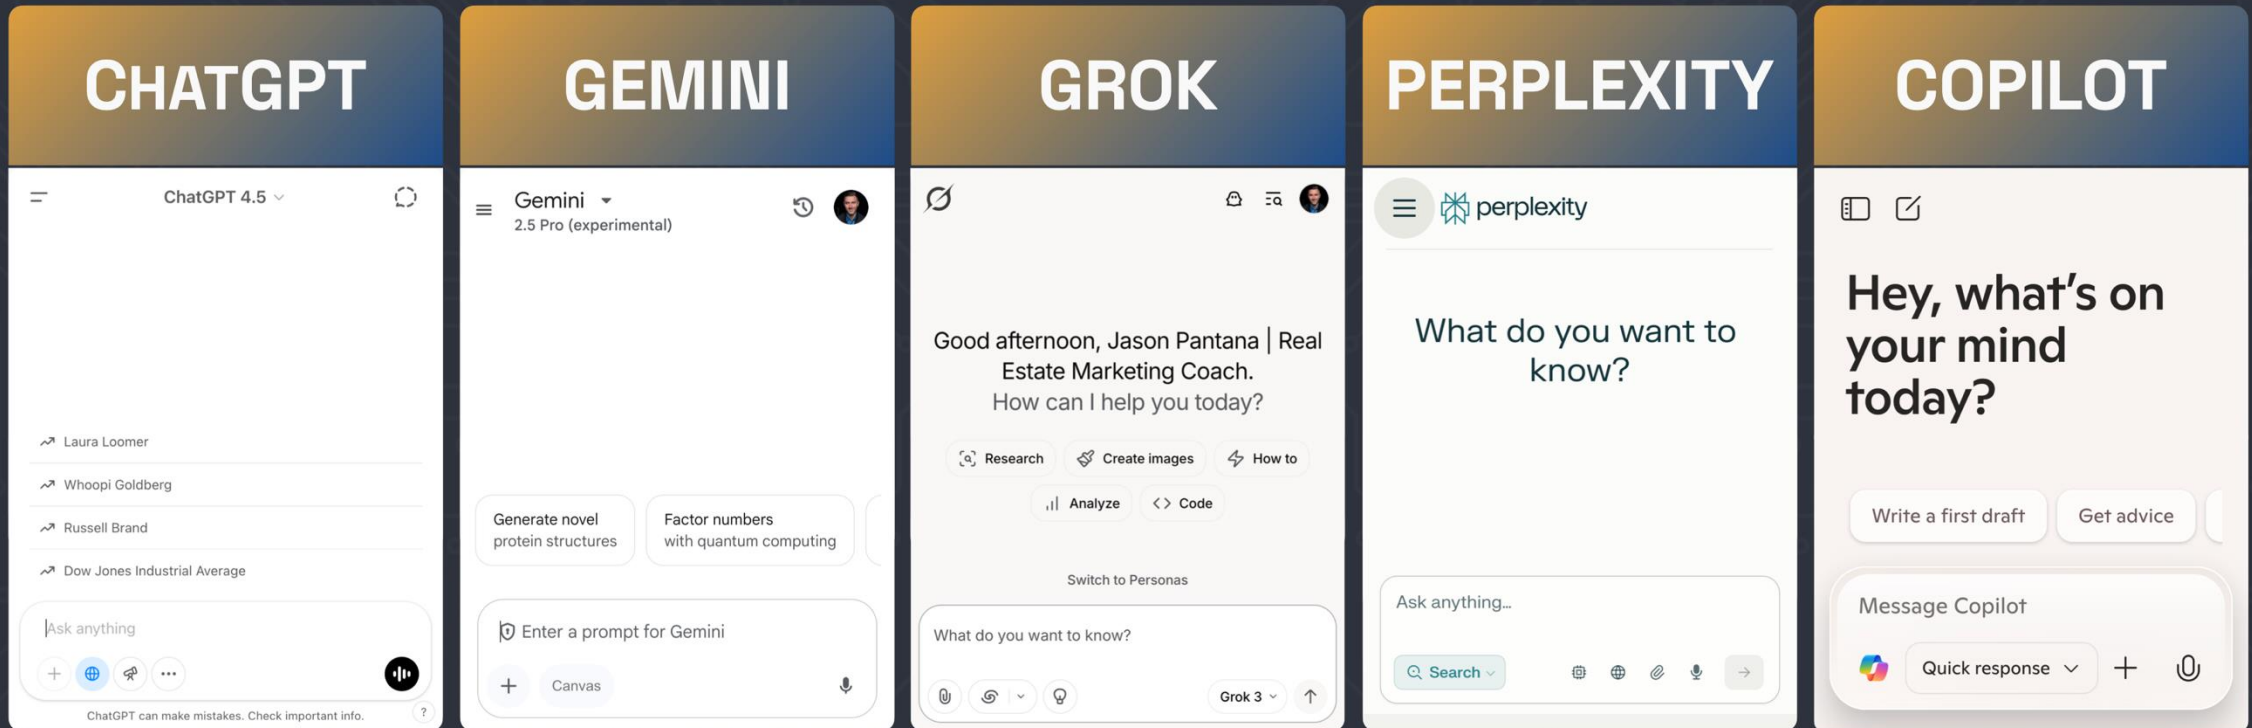 CHATGPT
ChatGPT 4.5
Laura Loomer
Whoopi Goldberg
Russell Brand
Dow Jones Industrial Average
Ask anything
ChatGPT can make mistakes. Check important info.
?
GEMINI
Gemini
2.5 Pro (experimental)
Generate novel
protein structures
Factor numbers
with quantum computing
Enter a prompt for Gemini
Canvas
GROK
Good afternoon, Jason Pantana | Real
Estate Marketing Coach.
How can I help you today?
Research
Create images
How to
Analyze
Code
Switch to Personas
What do you want to know?
Grok 3
PERPLEXITY
perplexity
What do you want to
know?
Ask anything...
Search
COPILOT
Hey, what's on
your mind
today?
Write a first draft
Get advice
Message Copilot
Quick response